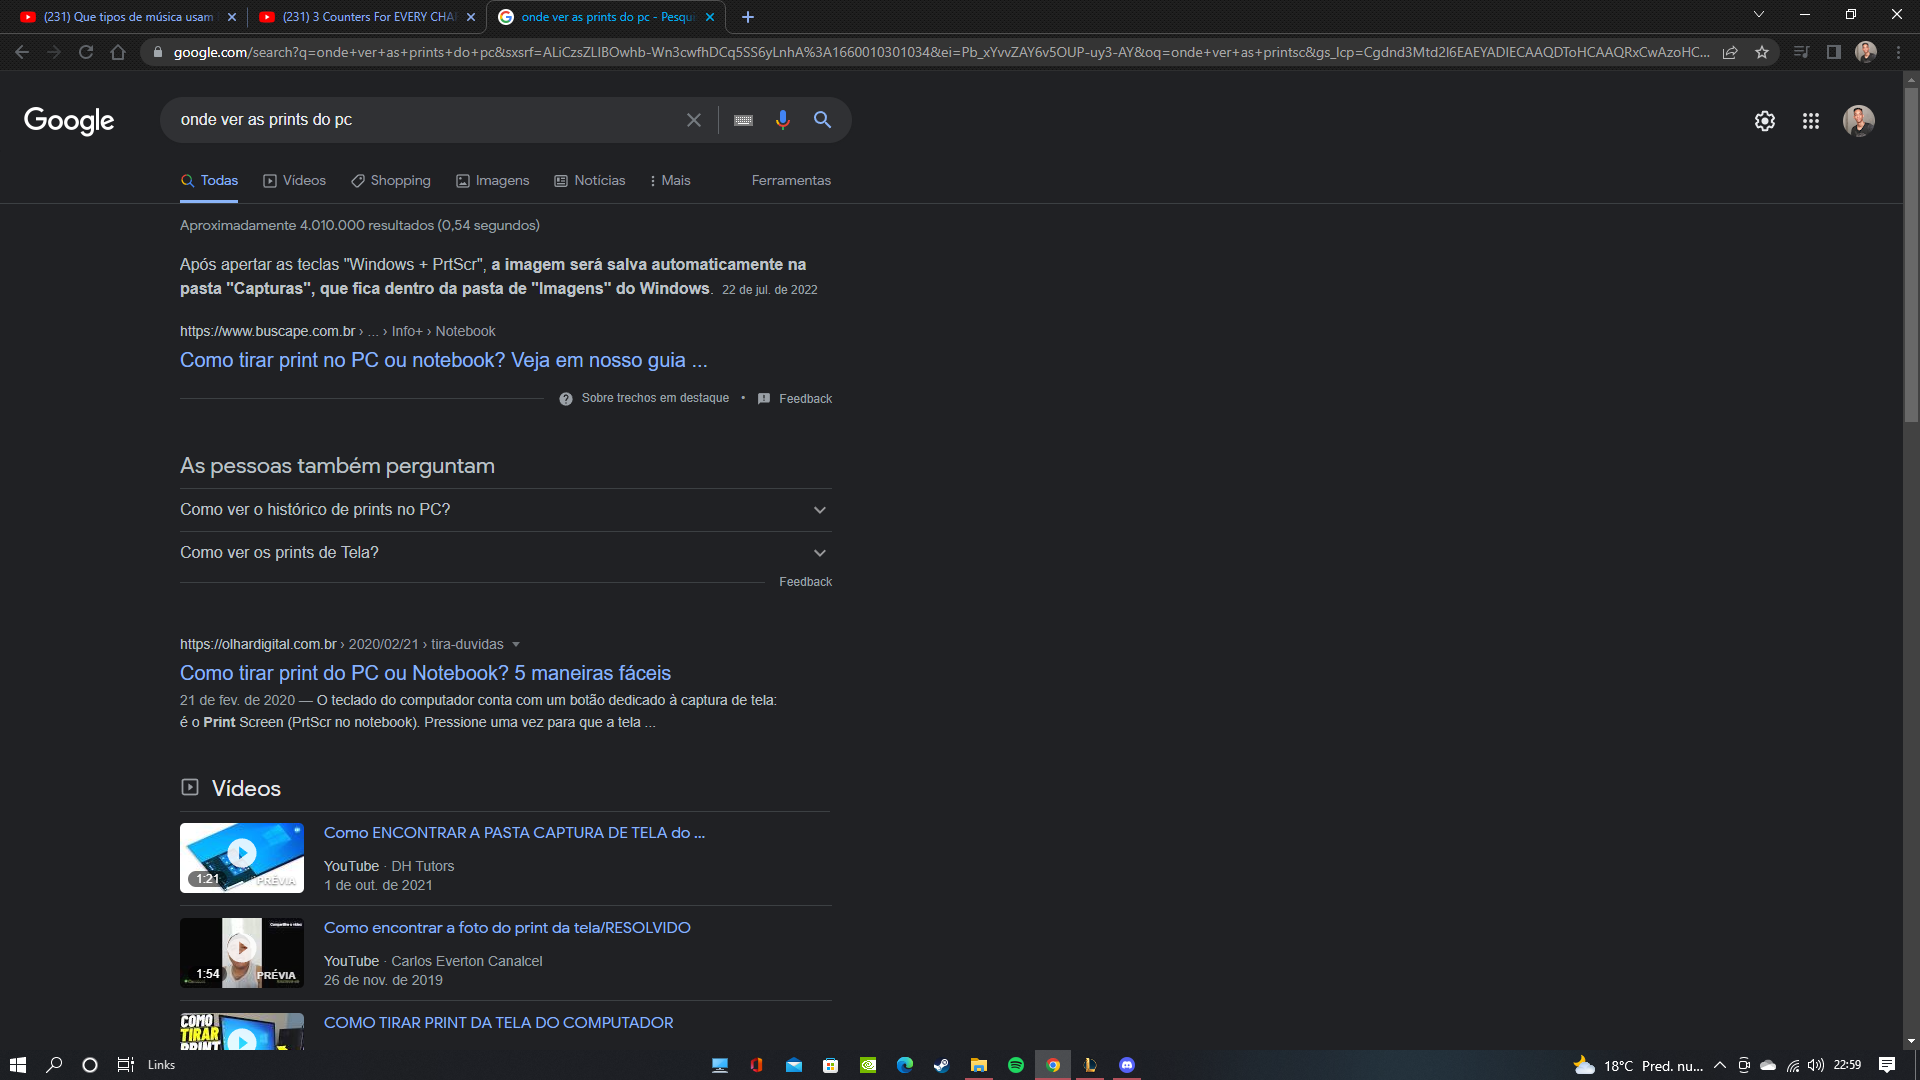 (231) Que tipos de música usam
(231) 3 Counters For EVERY CHA
onde ver as prints do pc - Pesqui
google.com/search?q=onde+ver+as+prints+do+pc&sxsrf=ALiCzsZLIBOwhb-Wn3cwfhDCq5SS6yLnhA%3A1660010301034&ei=Pb_xYvvZAY6v5OUP-uy3-AY&oq=onde+ver+as+printsc&gs_lcp=Cgdnd3Mtd2l6EAEYADIECAAQDToHCAAQRxCwAzoHC...
Google
onde ver as prints do pc
Todas
Vídeos
Shopping
Imagens
Notícias
Mais
Ferramentas
Aproximadamente 4.010.000 resultados (0,54 segundos)
Após apertar as teclas "Windows + PrtScr", a imagem será salva automaticamente na
pasta "Capturas", que fica dentro da pasta de "Imagens" do Windows. 22 de jul. de 2022
https://www.buscape.com.br › ... › Info+ › Notebook
Como tirar print no PC ou notebook? Veja em nosso guia ...
Sobre trechos em destaque • Feedback
As pessoas também perguntam
Como ver o histórico de prints no PC?
Como ver os prints de Tela?
Feedback
https://olhardigital.com.br › 2020/02/21 › tira-duvidas
Como tirar print do PC ou Notebook? 5 maneiras fáceis
21 de fev. de 2020 — O teclado do computador conta com um botão dedicado à captura de tela:
é o Print Screen (PrtScr no notebook). Pressione uma vez para que a tela ...
Vídeos
Como ENCONTRAR A PASTA CAPTURA DE TELA do ...
YouTube · DH Tutors
1 de out. de 2021
1:21
PRÉVIA
Como encontrar a foto do print da tela/RESOLVIDO
YouTube · Carlos Everton Canalcel
26 de nov. de 2019
1:54
PRÉVIA
COMO
TIRAR
PRINT
COMO TIRAR PRINT DA TELA DO COMPUTADOR
Links
18°C Pred. nu...
22:59